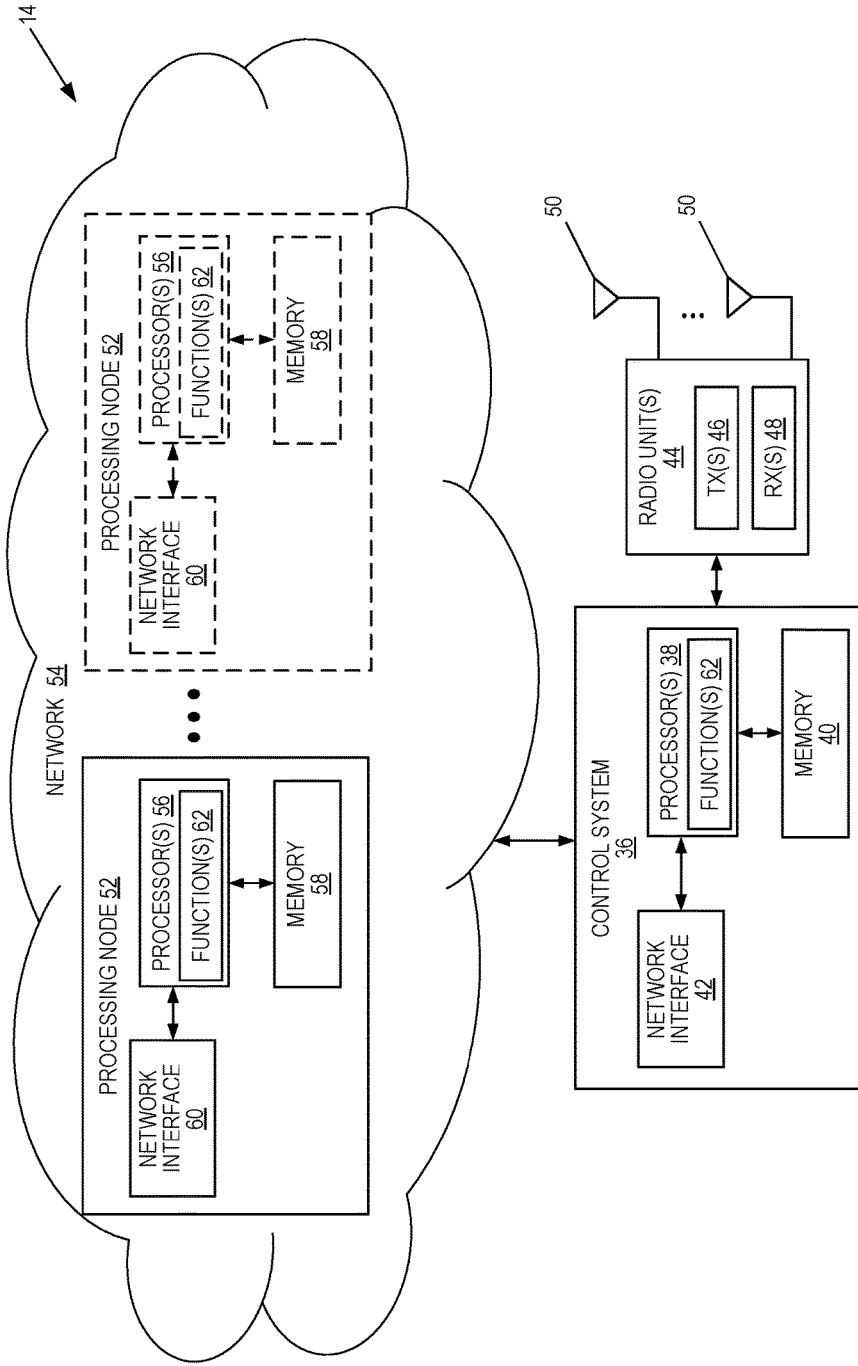 14
NETWORK 54
PROCESSING NODE 52
NETWORK
INTERFACE
60
PROCESSOR(S) 56
FUNCTION(S) 62
MEMORY
58
•••
PROCESSING NODE 52
NETWORK
INTERFACE
60
PROCESSOR(S) 56
FUNCTION(S) 62
MEMORY
58
CONTROL SYSTEM
36
NETWORK
INTERFACE
42
PROCESSOR(S) 38
FUNCTION(S) 62
MEMORY
40
RADIO UNIT(S)
44
TX(S) 46
RX(S) 48
50
•••
50